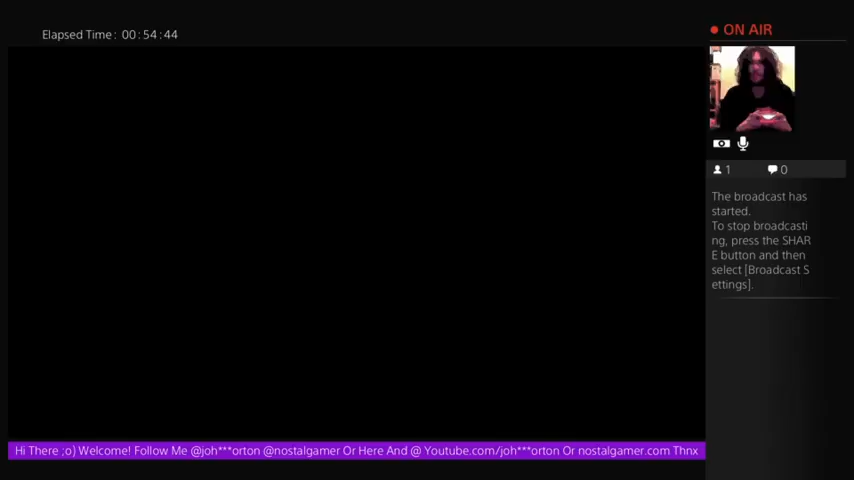 Elapsed Time: 00:54:44
ON AIR
1 0
The broadcast has
started.
To stop broadcasti
ng, press the SHAR
E button and then
select [Broadcast S
ettings].
Hi There ;o) Welcome! Follow Me @joh***orton @nostalgamer Or Here And @ Youtube.com/joh***orton Or nostalgamer.com Thnx